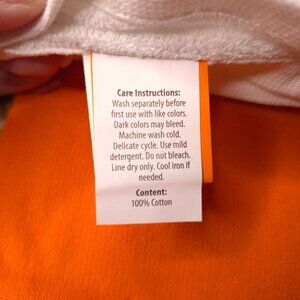 Care Instructions:
Wash separately before
first use with like colors.
Dark colors may bleed.
Machine wash cold.
Delicate cycle. Use mild
detergent. Do not bleach.
Line dry only. Cool iron if
needed.
Content:
100% Cotton